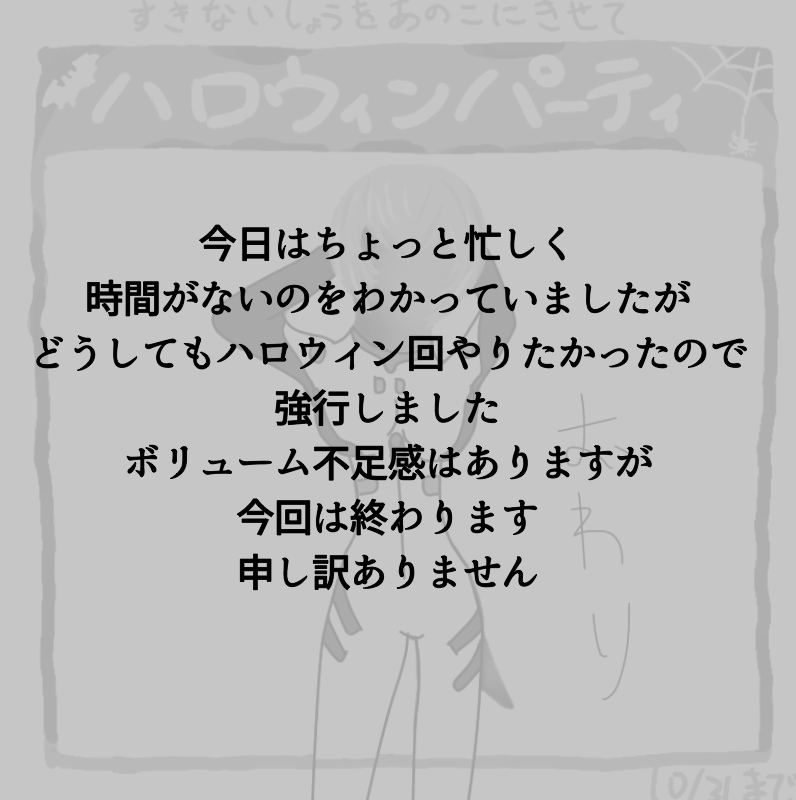 すきないしょうをあのこにきせて
ハロウィンパーティ
今日はちょっと忙しく
時間がないのをわかっていましたが
どうしてもハロウィン回やりたかったので
強行しました
ボリューム不足感はありますが
今回は終わります
申し訳ありません
おわり
10/31まで